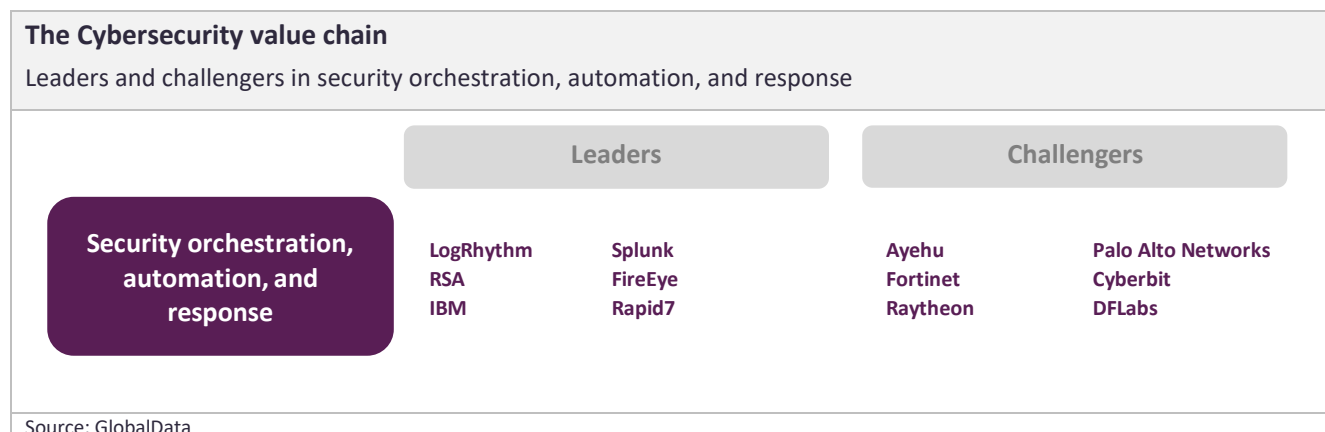 The Cybersecurity value chain
Leaders and challengers in security orchestration, automation, and response
Leaders
Challengers
Security orchestration,
automation, and
response
LogRhythm
RSA
IBM
Splunk
FireEye
Rapid7
Ayehu
Fortinet
Raytheon
Palo Alto Networks
Cyberbit
DFLabs
Source: GlobalData